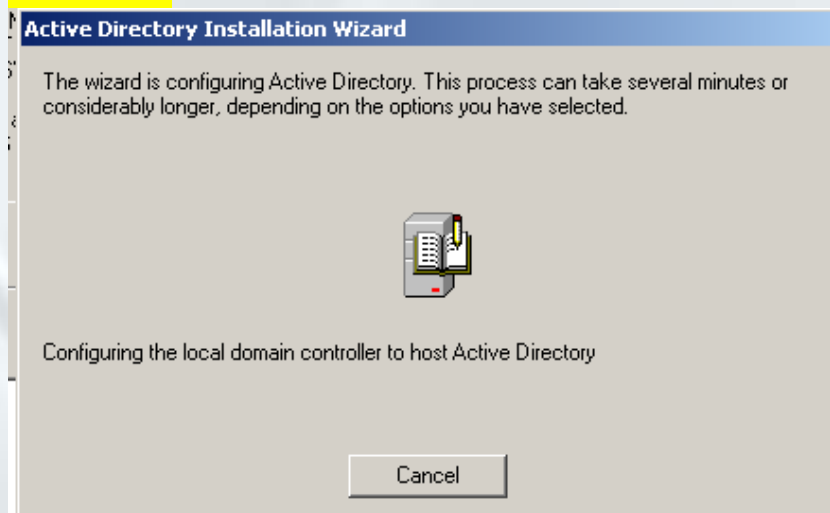 Active Directory Installation Wizard
The wizard is configuring Active Directory. This process can take several minutes or
considerably longer, depending on the options you have selected.
Configuring the local domain controller to host Active Directory
Cancel